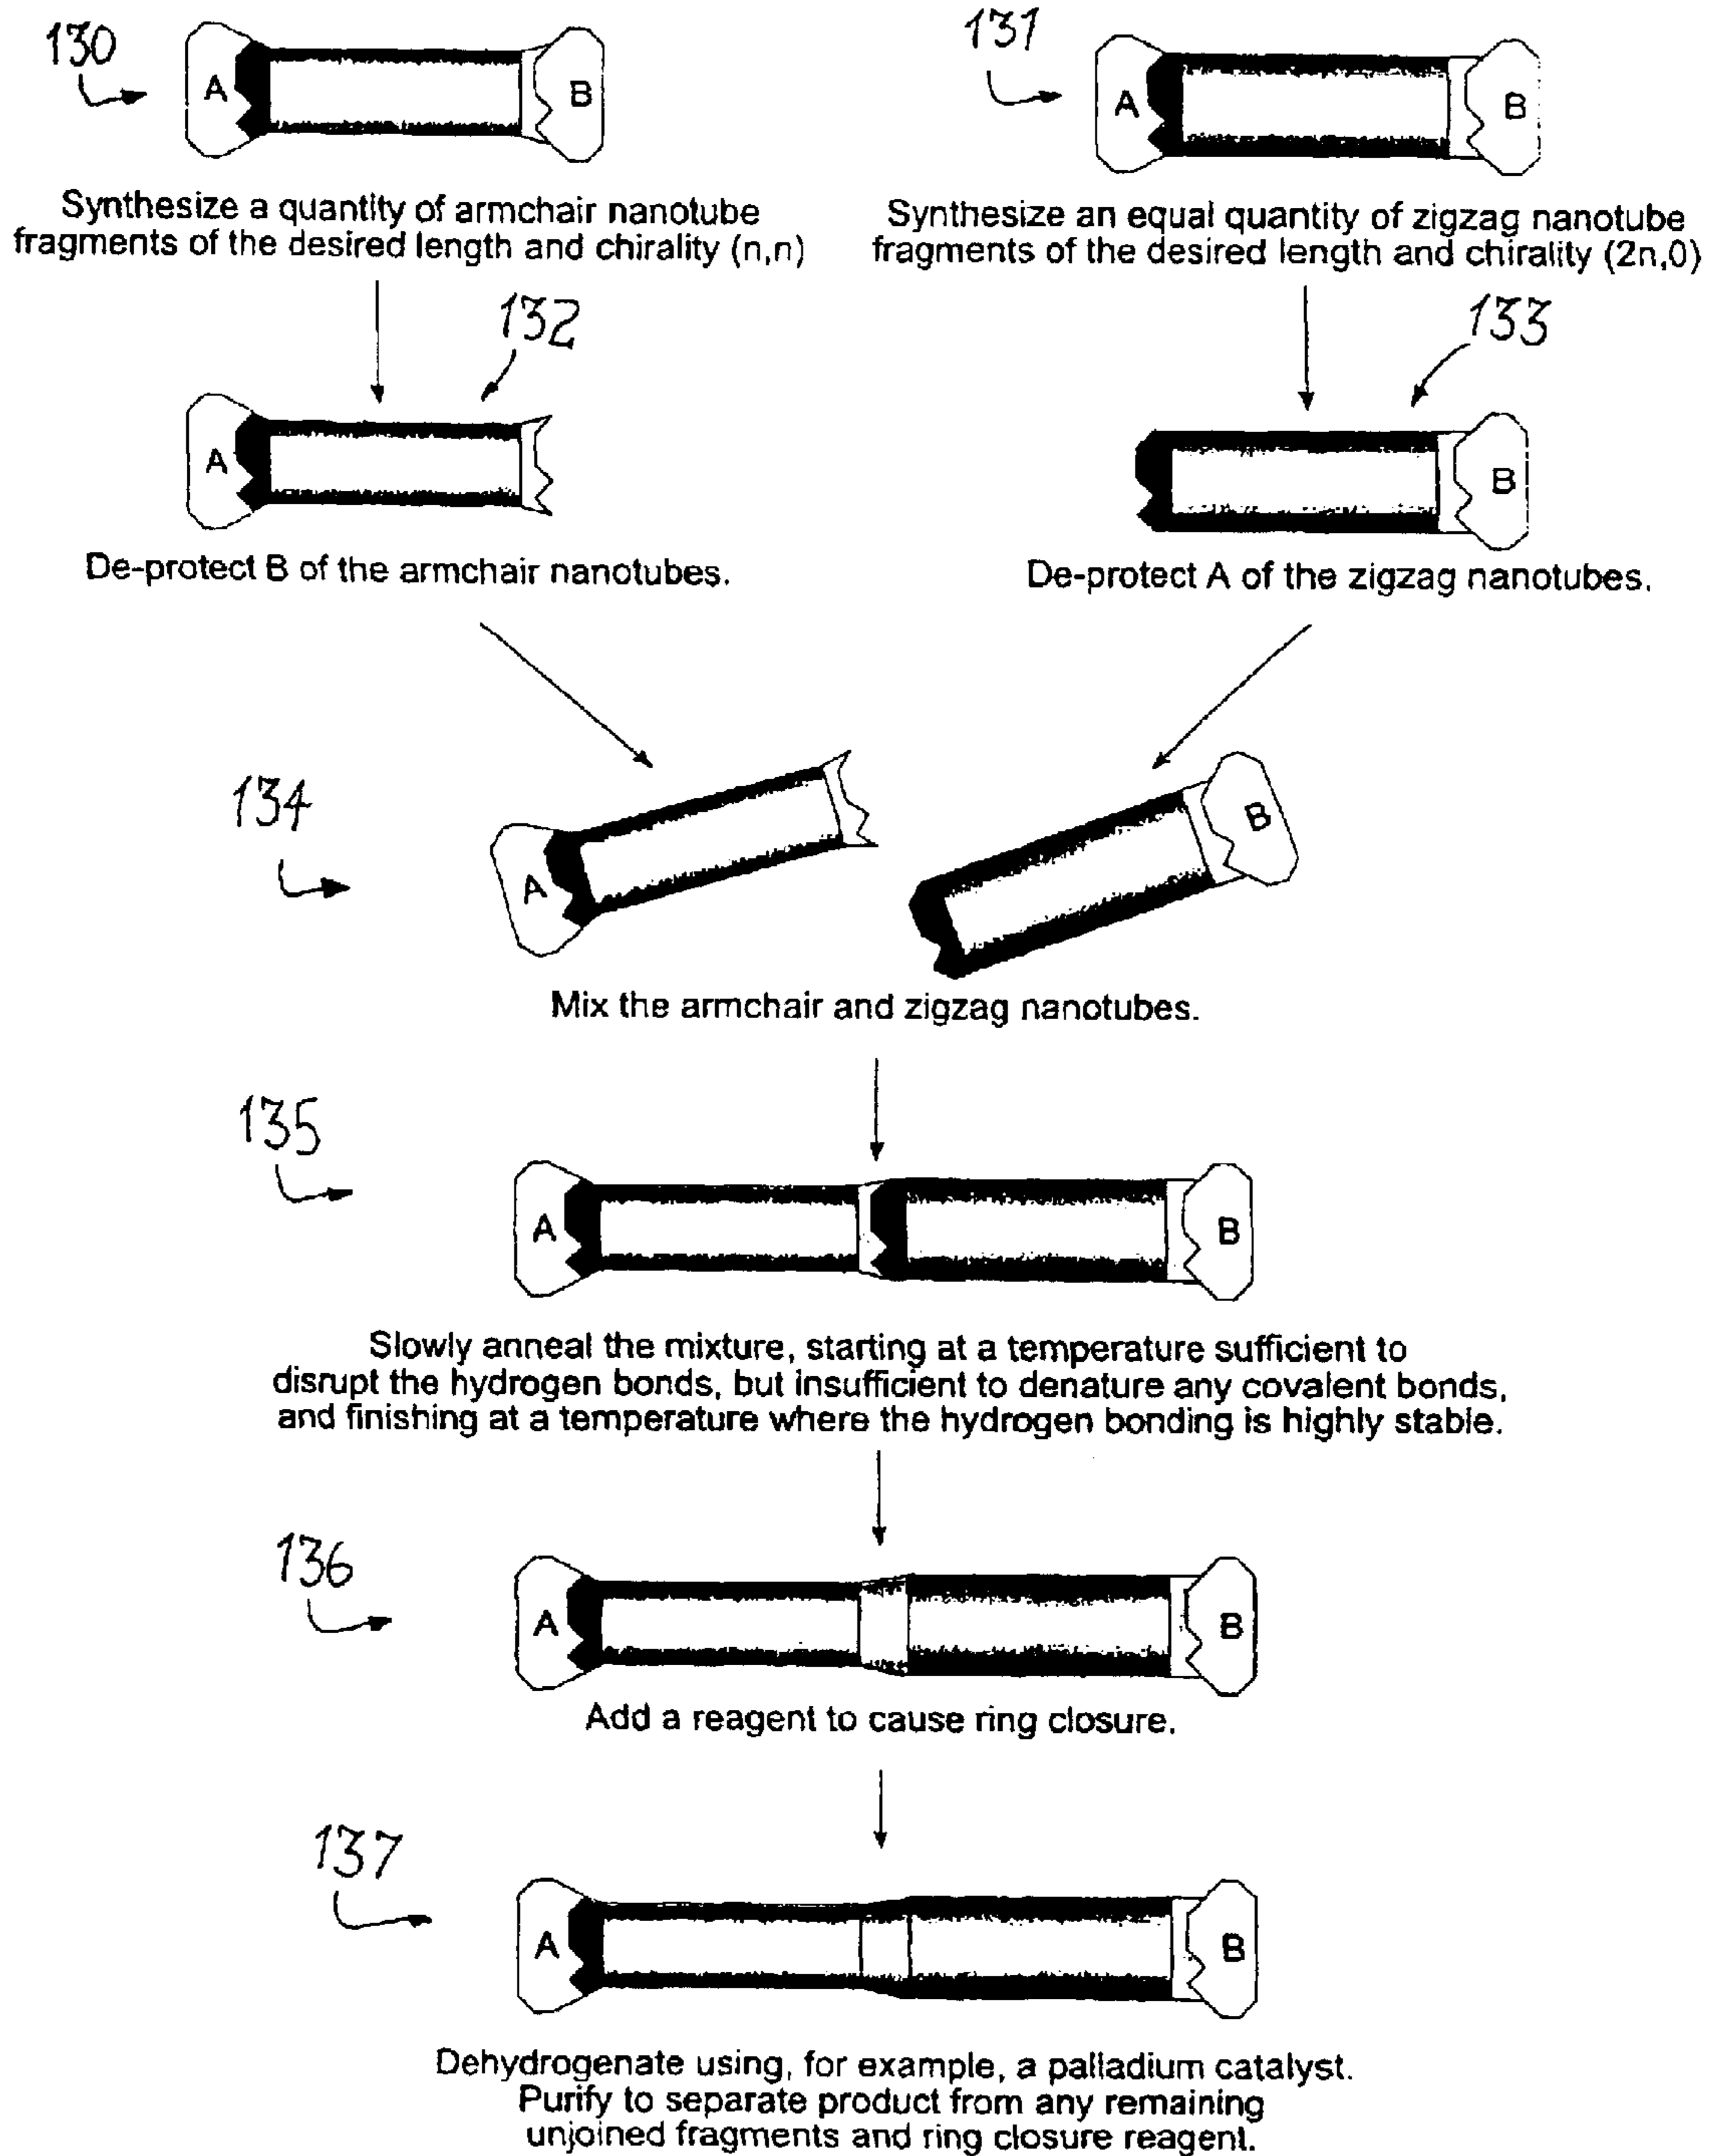 130
A
B
131
A
B
Synthesize a quantity of armchair nanotube
fragments of the desired length and chirality (n,n)
Synthesize an equal quantity of zigzag nanotube
fragments of the desired length and chirality (2n,0)
132
A
133
B
De-protect B of the armchair nanotubes.
De-protect A of the zigzag nanotubes.
134
A
B
Mix the armchair and zigzag nanotubes.
135
A
B
Slowly anneal the mixture, starting at a temperature sufficient to
disrupt the hydrogen bonds, but insufficient to denature any covalent bonds,
and finishing at a temperature where the hydrogen bonding is highly stable.
136
A
B
Add a reagent to cause ring closure.
137
A
B
Dehydrogenate using, for example, a palladium catalyst.
Purify to separate product from any remaining
unjoined fragments and ring closure reagent.